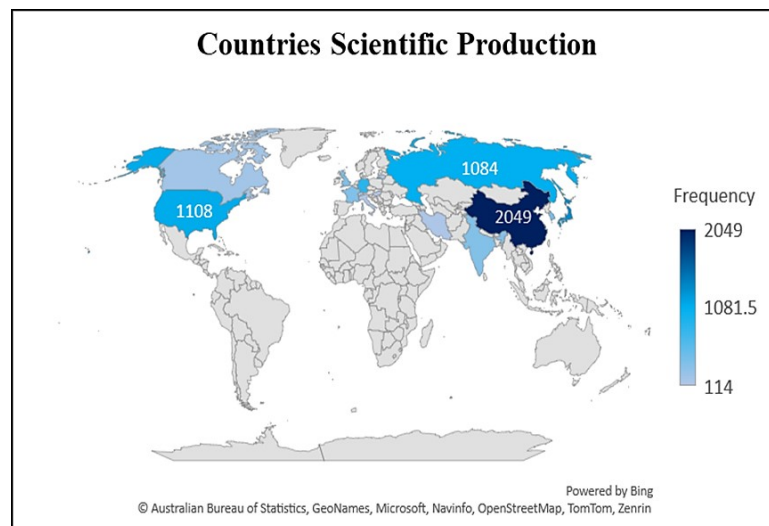 Countries Scientific Production
1084
1108
2049
Frequency
2049
1081.5
114
Powered by Bing
© Australian Bureau of Statistics, GeoNames, Microsoft, Navinfo, OpenStreetMap, TomTom, Zenrin